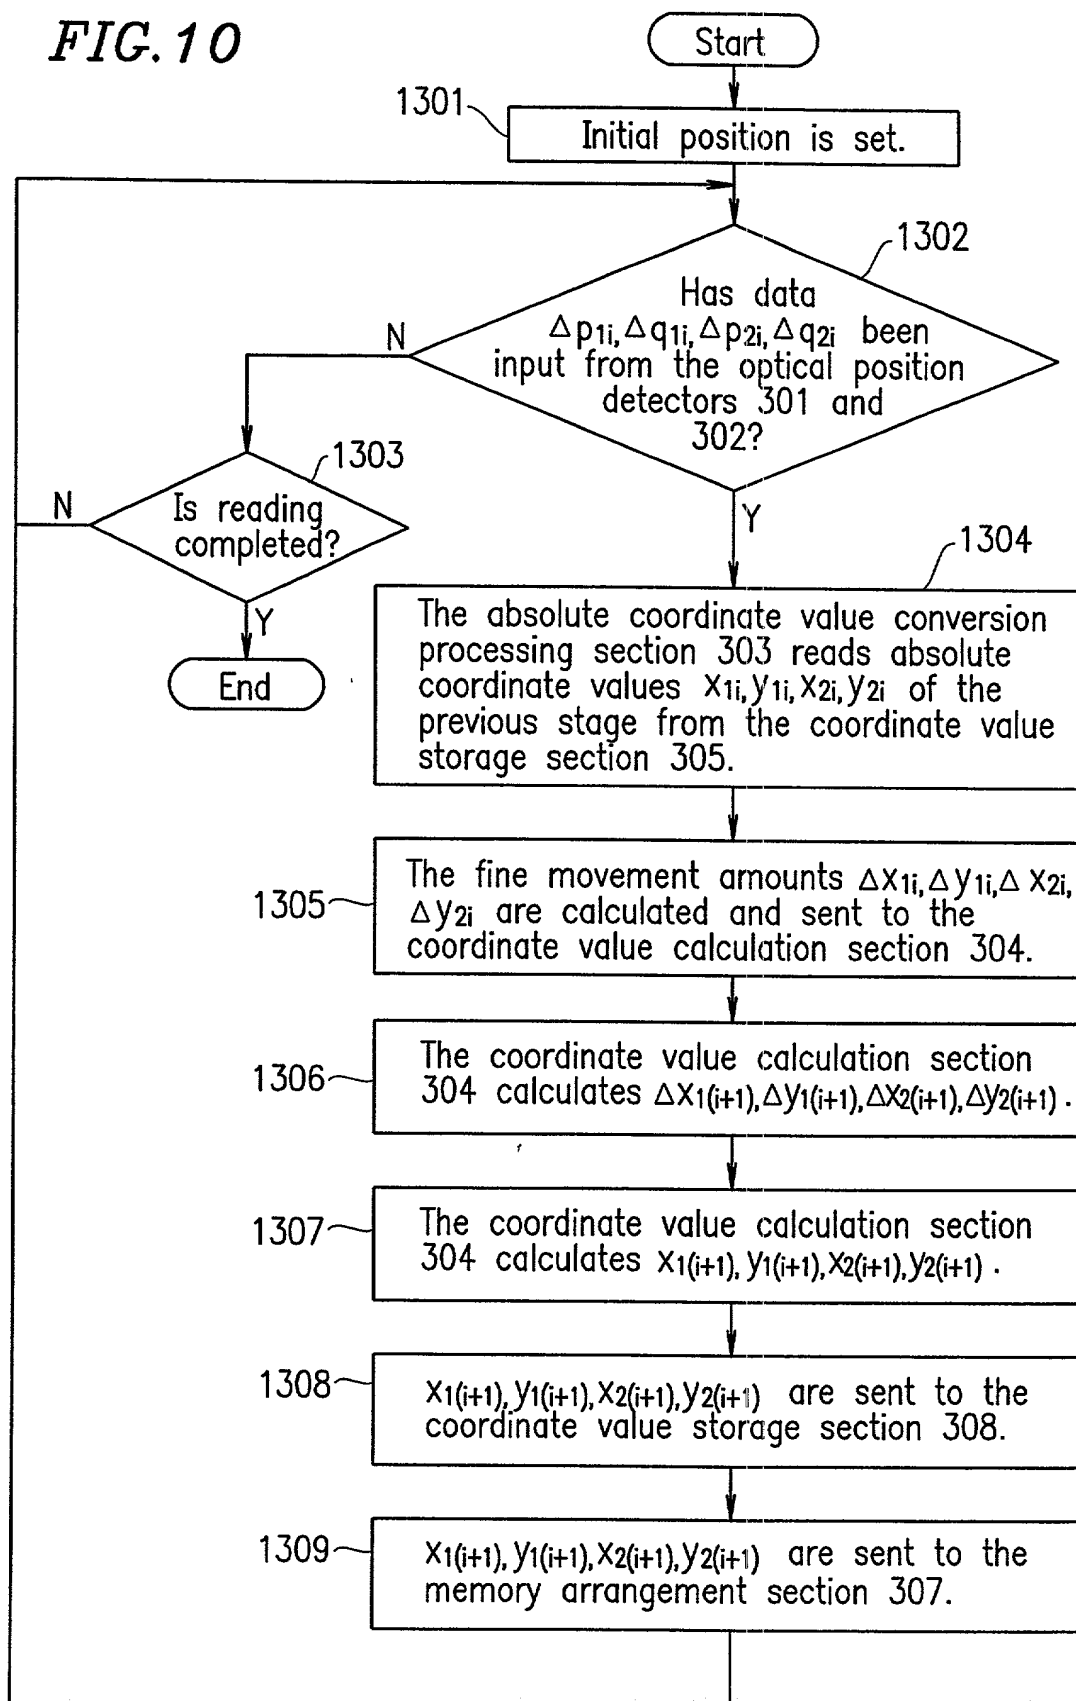 FIG. 10
Start
1301
Initial position is set.
1302
Has data
Δp1i, Δq1i, Δp2i, Δq2i been
input from the optical position
detectors 301 and
302?
N
1303
Is reading
completed?
N
Y
End
Y
1304
The absolute coordinate value conversion
processing section 303 reads absolute
coordinate values x1i, y1i, x2i, y2i of the
previous stage from the coordinate value
storage section 305.
1305
The fine movement amounts Δx1i, Δy1i, Δ x2i,
Δy2i are calculated and sent to the
coordinate value calculation section 304.
1306
The coordinate value calculation section
304 calculates Δx1(i+1), Δy1(i+1), Δx2(i+1), Δy2(i+1) .
1307
The coordinate value calculation section
304 calculates x1(i+1), y1(i+1), x2(i+1), y2(i+1) .
1308
x1(i+1), y1(i+1), x2(i+1), y2(i+1) are sent to the
coordinate value storage section 308.
1309
x1(i+1), y1(i+1), x2(i+1), y2(i+1) are sent to the
memory arrangement section 307.